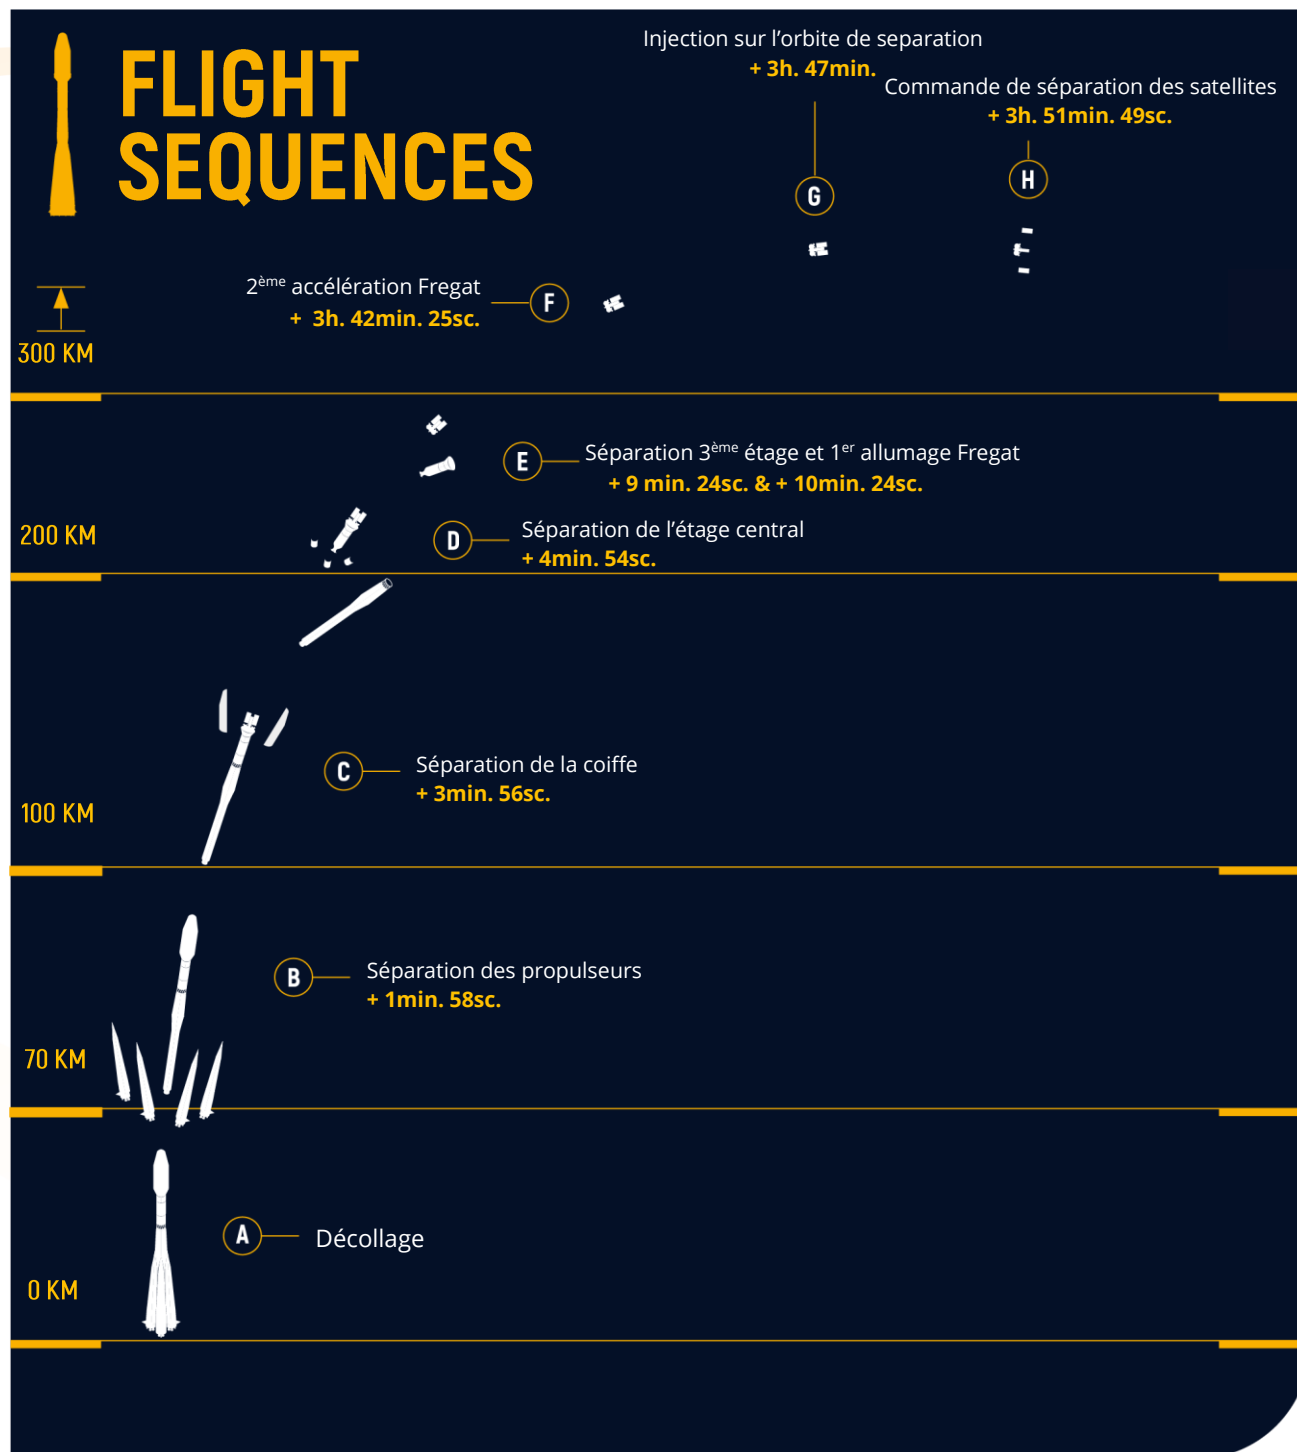 FLIGHT
SEQUENCES
Injection sur l'orbite de separation
+ 3h. 47min.
Commande de séparation des satellites
+ 3h. 51min. 49sc.
G
H
2ème accélération Fregat
+ 3h. 42min. 25sc.
F
300 KM
E
Séparation 3ème étage et 1er allumage Fregat
+ 9 min. 24sc. & + 10min. 24sc.
200 KM
D
Séparation de l'étage central
+ 4min. 54sc.
C
Séparation de la coiffe
+ 3min. 56sc.
100 KM
B
Séparation des propulseurs
+ 1min. 58sc.
70 KM
A
Décollage
0 KM